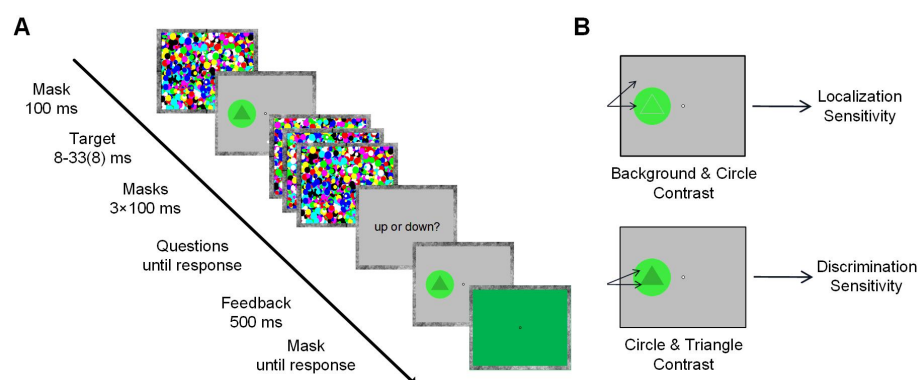 A
Mask
100 ms
Target
8-33(8) ms
Masks
3×100 ms
Questions
until response
Feedback
500 ms
Mask
until response
up or down?
B
Background & Circle
Contrast
Localization
Sensitivity
Circle & Triangle
Contrast
Discrimination
Sensitivity